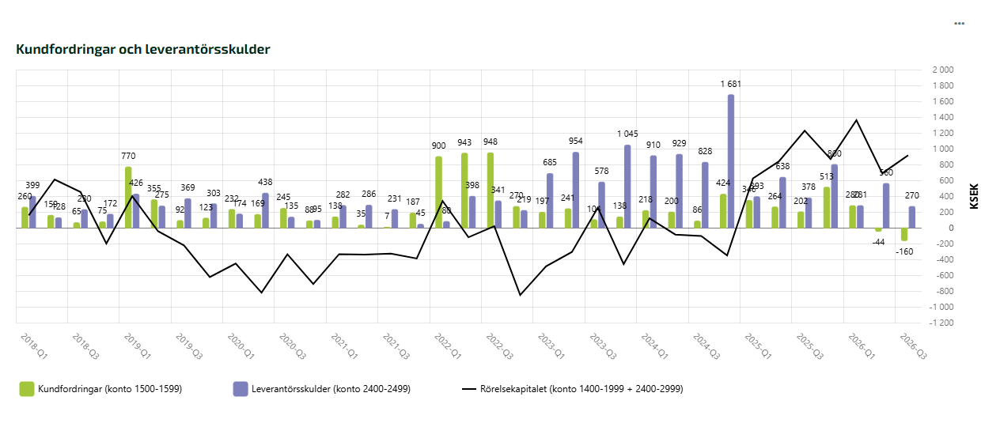 Kundfordringar och leverantörsskulder
2 000
1 800
1 600
1 400
1 200
1 000
800
600
400
200
0
-200
-400
-600
-800
-1 000
-1 200
KSEK
260 399
159 128
65 230
75 172
770 426
355 275
92 369
123 303
232 174
169 438
245 135
88 95
138 282
35 286
7 231
187 45
900 80
943 398
948 341
270 219
197 685
241 954
104 578
138 1 045
218 910
200 929
86 828
424 1 681
346 393
264 638
202 378
513 800
281
-44 560
-160 270
2018-Q1
2018-Q3
2019-Q1
2019-Q3
2020-Q1
2020-Q3
2021-Q1
2021-Q3
2022-Q1
2022-Q3
2023-Q1
2023-Q3
2024-Q1
2024-Q3
2025-Q1
2025-Q3
2026-Q1
2026-Q3
Kundfordringar (konto 1500-1599)
Leverantörsskulder (konto 2400-2499)
Rörelsekapitalet (konto 1400-1999 + 2400-2999)